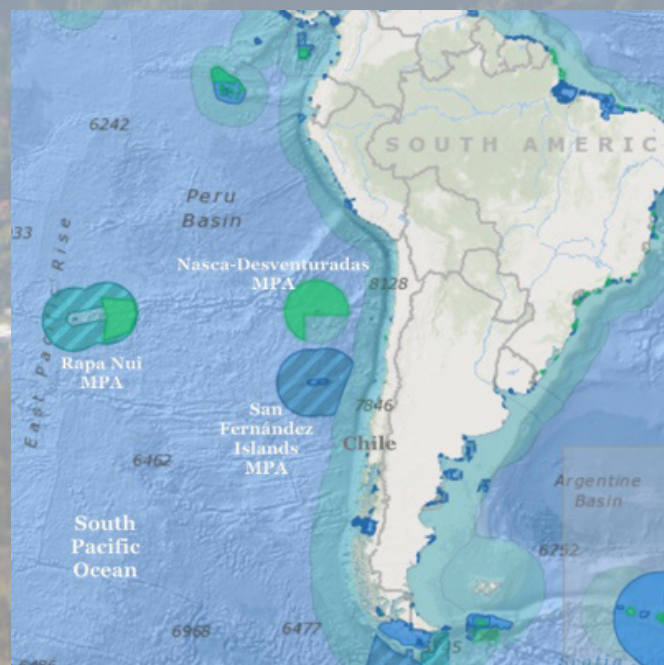 6242
SOUTH AMERIC
Peru
Basin
033
East Pacific Rise
Nasca-Desventuradas
MPA
8128
Rapa Nui
MPA
San
Fernández
Islands
MPA
7846
Chile
6462
Argentine
Basin
South
Pacific
Ocean
6252
6968
6477